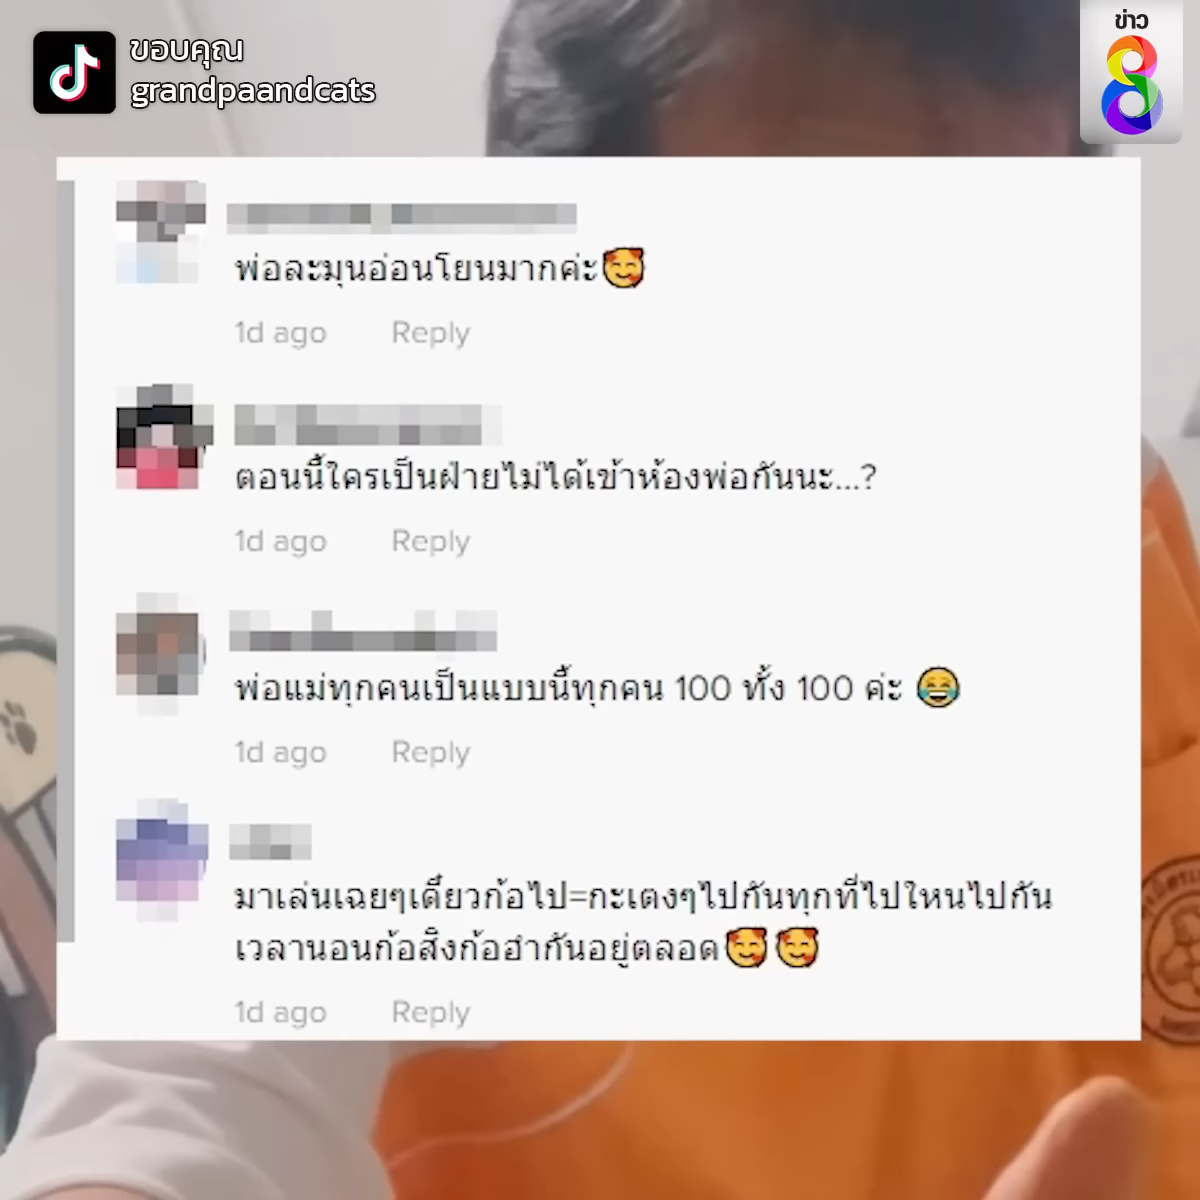 ขอบคุณ
grandpaandcats
ข่าว
8
พ่อละมุนอ่อนโยนมากค่ะ🥰
1d ago Reply
ตอนนี้ใครเป็นฝ่ายไม่ได้เข้าห้องพ่อกันนะ...?
1d ago Reply
พ่อแม่ทุกคนเป็นแบบนี้ทุกคน 100 ทั้ง 100 ค่ะ 😂
1d ago Reply
มาเล่นเฉยๆเดี๋ยวก้อไป=กะเตงๆไปกันทุกที่ไปใหนไปกัน
เวลานอนก้อสิงก้อฮำกันอยู่ตลอด🥰🥰
1d ago Reply